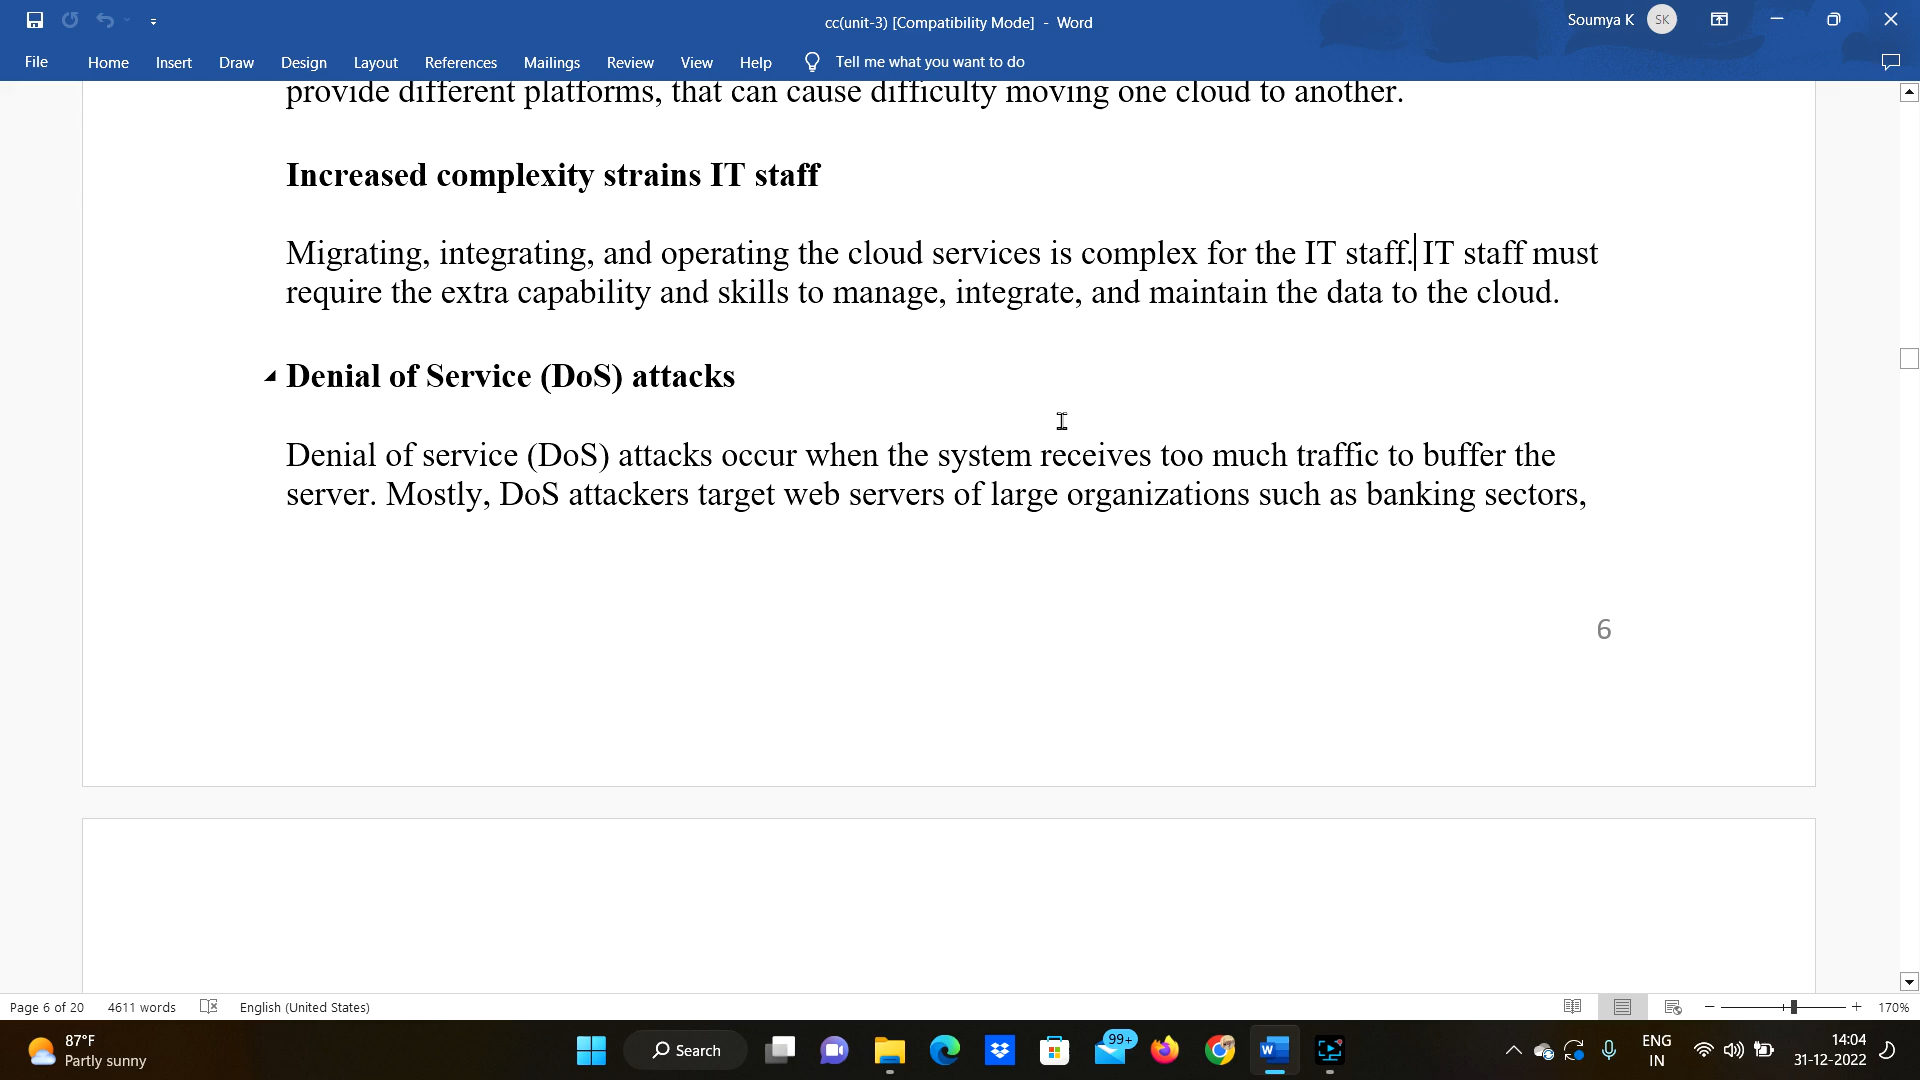 cc(unit-3) [Compatibility Mode] - Word
Soumya K SK
File Home Insert Draw Design Layout References Mailings Review View Help Tell me what you want to do
provide different platforms, that can cause difficulty moving one cloud to another.
Increased complexity strains IT staff
Migrating, integrating, and operating the cloud services is complex for the IT staff. IT staff must
require the extra capability and skills to manage, integrate, and maintain the data to the cloud.
Denial of Service (DoS) attacks
Denial of service (DoS) attacks occur when the system receives too much traffic to buffer the
server. Mostly, DoS attackers target web servers of large organizations such as banking sectors,
6
Page 6 of 20 4611 words English (United States) 170%
87°F
Partly sunny
Search
99+
ENG
IN
14:04
31-12-2022